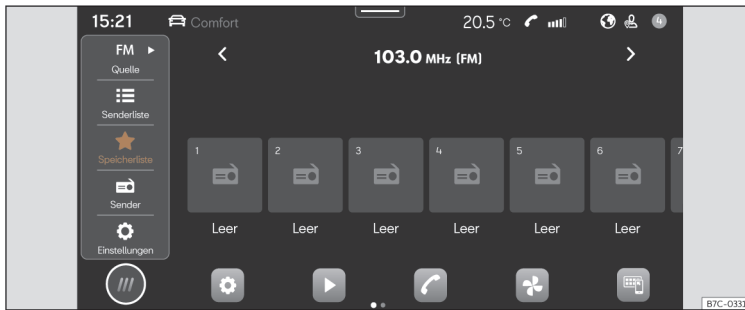 15:21 Comfort 20.5 °C 4
FM
Quelle
Senderliste
Speicherliste
Sender
Einstellungen
103.0 MHz (FM)
1 2 3 4 5 6 7
Leer Leer Leer Leer Leer Leer
B7C-0331